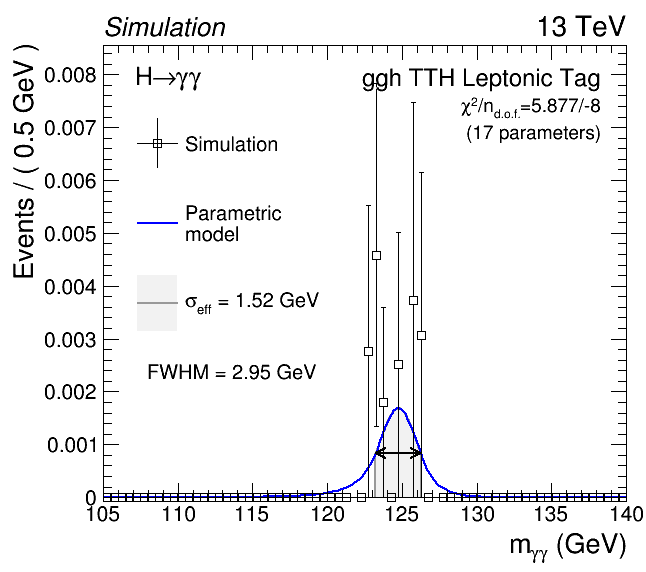 Simulation 13 TeV
H→γγ
ggh TTH Leptonic Tag
χ²/n_d.o.f.=5.877/-8
(17 parameters)
Simulation
Parametric
model
σ_eff = 1.52 GeV
FWHM = 2.95 GeV
Events / ( 0.5 GeV )
0.008
0.007
0.006
0.005
0.004
0.003
0.002
0.001
0
105 110 115 120 125 130 135 140
m_γγ (GeV)